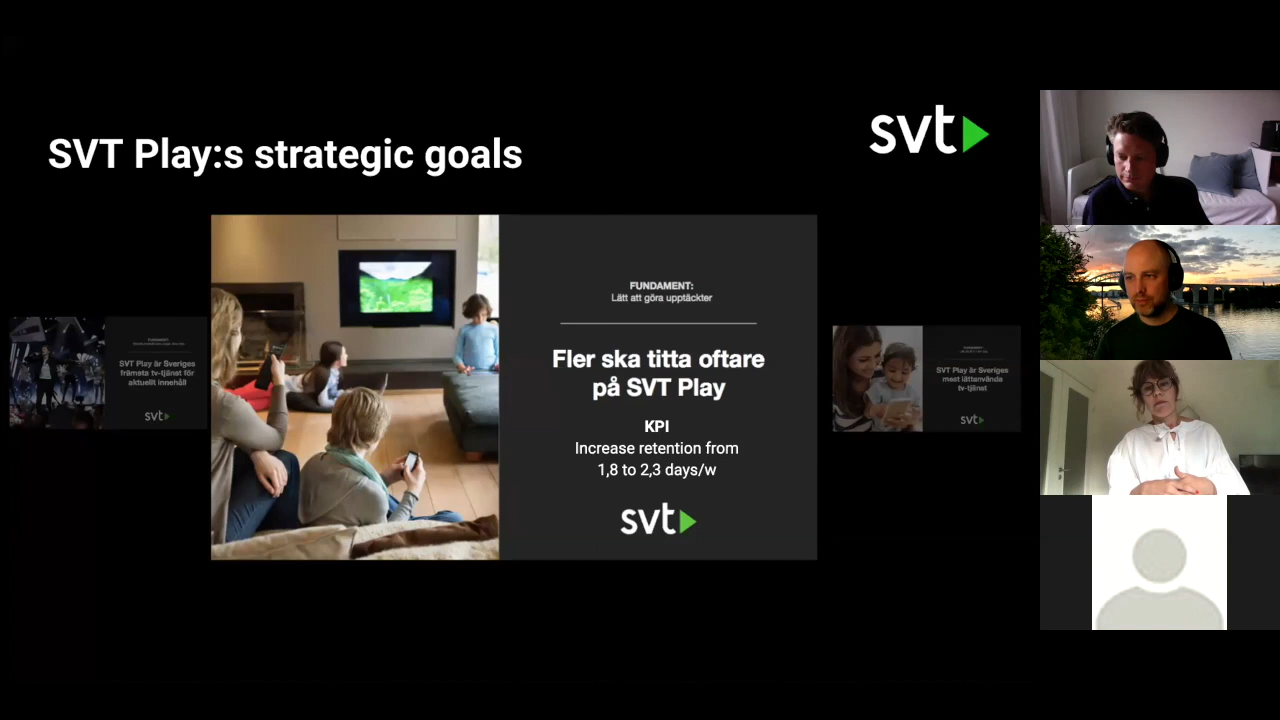 SVT Play:s strategic goals
svt
FUNDAMENT:
Lätt att göra upptäckter
Fler ska titta oftare
på SVT Play
KPI
Increase retention from
1,8 to 2,3 days/w
svt
FUNDAMENT:
SVT Play är Sveriges
främsta tv-tjänst för
aktuellt innehåll
svt
SVT Play är Sveriges
mest lättanvända
tv-tjänst
svt